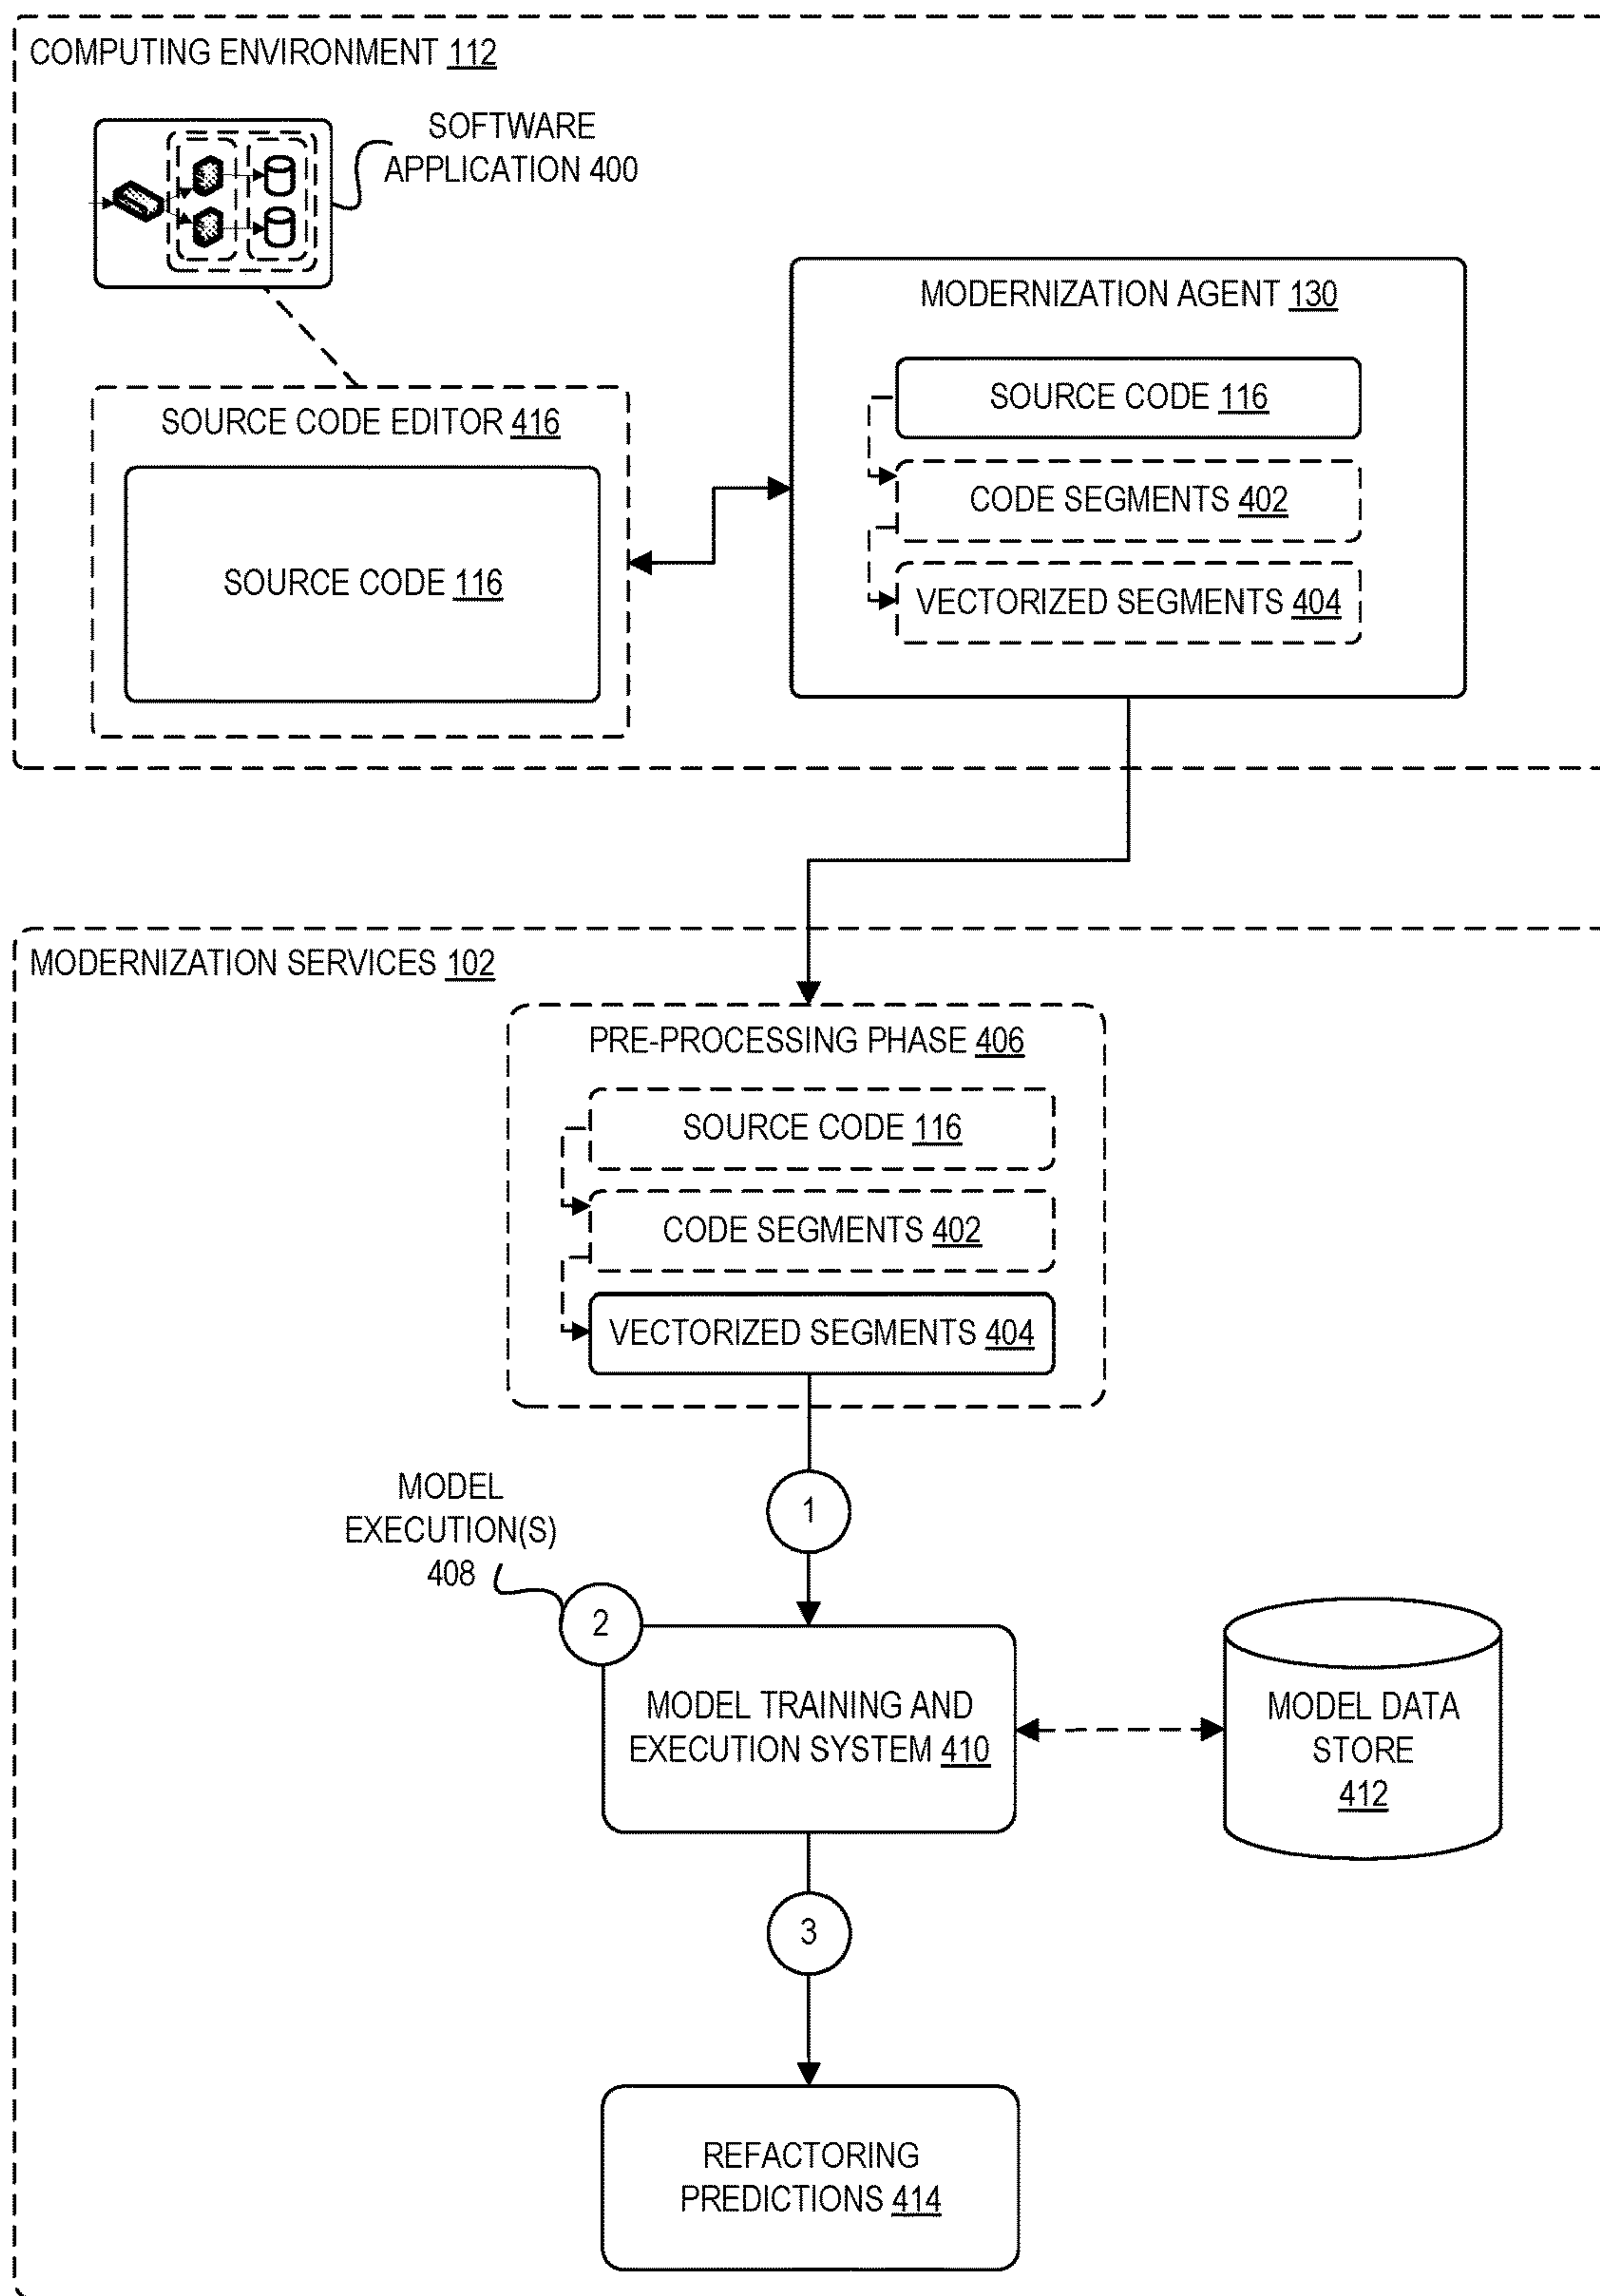 COMPUTING ENVIRONMENT 112
SOFTWARE
APPLICATION 400
MODERNIZATION AGENT 130
SOURCE CODE 116
CODE SEGMENTS 402
VECTORIZED SEGMENTS 404
SOURCE CODE EDITOR 416
SOURCE CODE 116
MODERNIZATION SERVICES 102
PRE-PROCESSING PHASE 406
SOURCE CODE 116
CODE SEGMENTS 402
VECTORIZED SEGMENTS 404
1
MODEL
EXECUTION(S)
408
2
MODEL TRAINING AND
EXECUTION SYSTEM 410
MODEL DATA
STORE
412
3
REFACTORING
PREDICTIONS 414